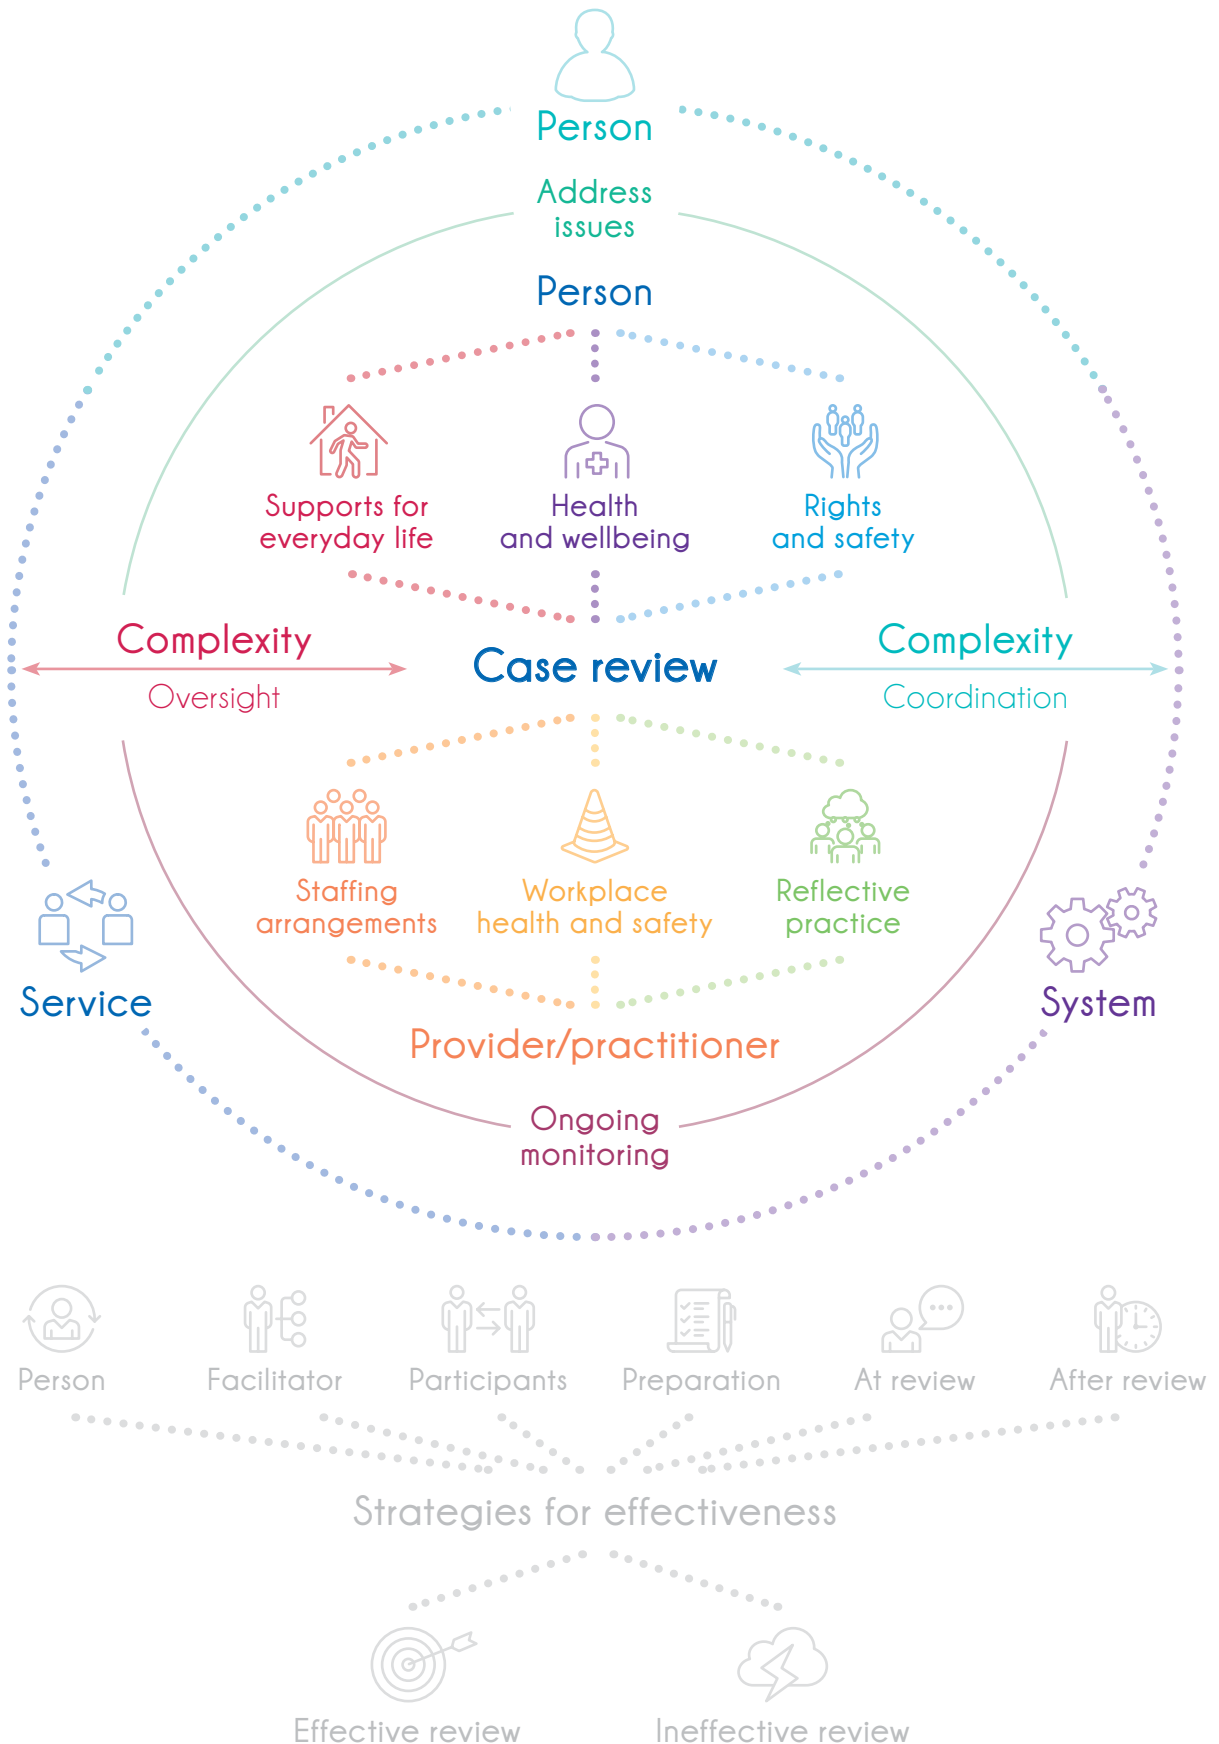 Person
Address
issues
Person
Supports for
everyday life
Health
and wellbeing
Rights
and safety
Complexity
Oversight
Case review
Complexity
Coordination
Staffing
arrangements
Workplace
health and safety
Reflective
practice
Service
System
Provider/practitioner
Ongoing
monitoring
Person
Facilitator
Participants
Preparation
At review
After review
Strategies for effectiveness
Effective review
Ineffective review